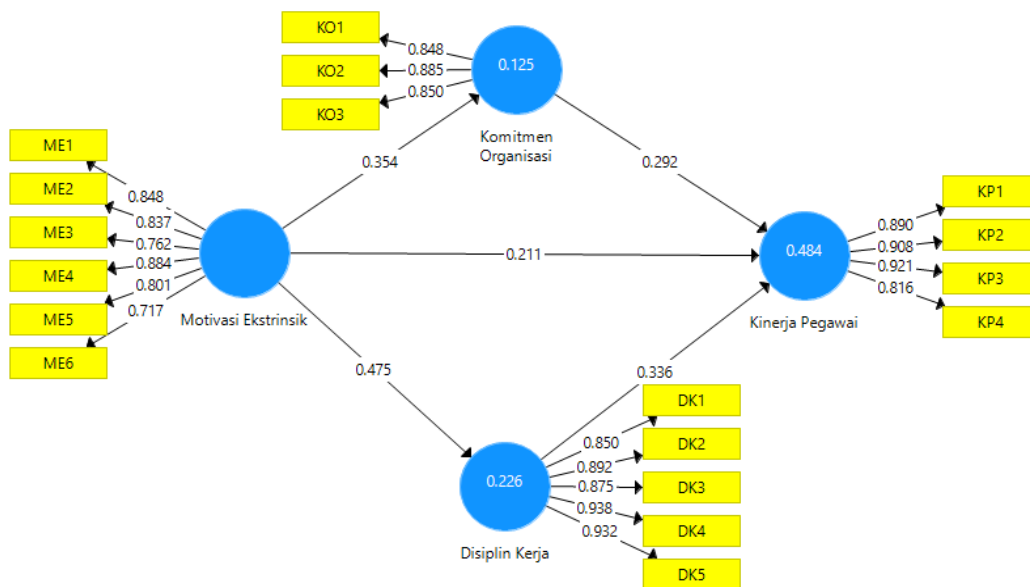 KO1
KO2
KO3
0.848
0.885
0.850
0.125
Komitmen
Organisasi
ME1
ME2
ME3
ME4
ME5
ME6
0.848
0.837
0.762
0.884
0.801
0.717
Motivasi Ekstrinsik
0.354
0.292
0.211
0.475
0.336
0.484
Kinerja Pegawai
0.890
0.908
0.921
0.816
KP1
KP2
KP3
KP4
0.226
Disiplin Kerja
0.850
0.892
0.875
0.938
0.932
DK1
DK2
DK3
DK4
DK5